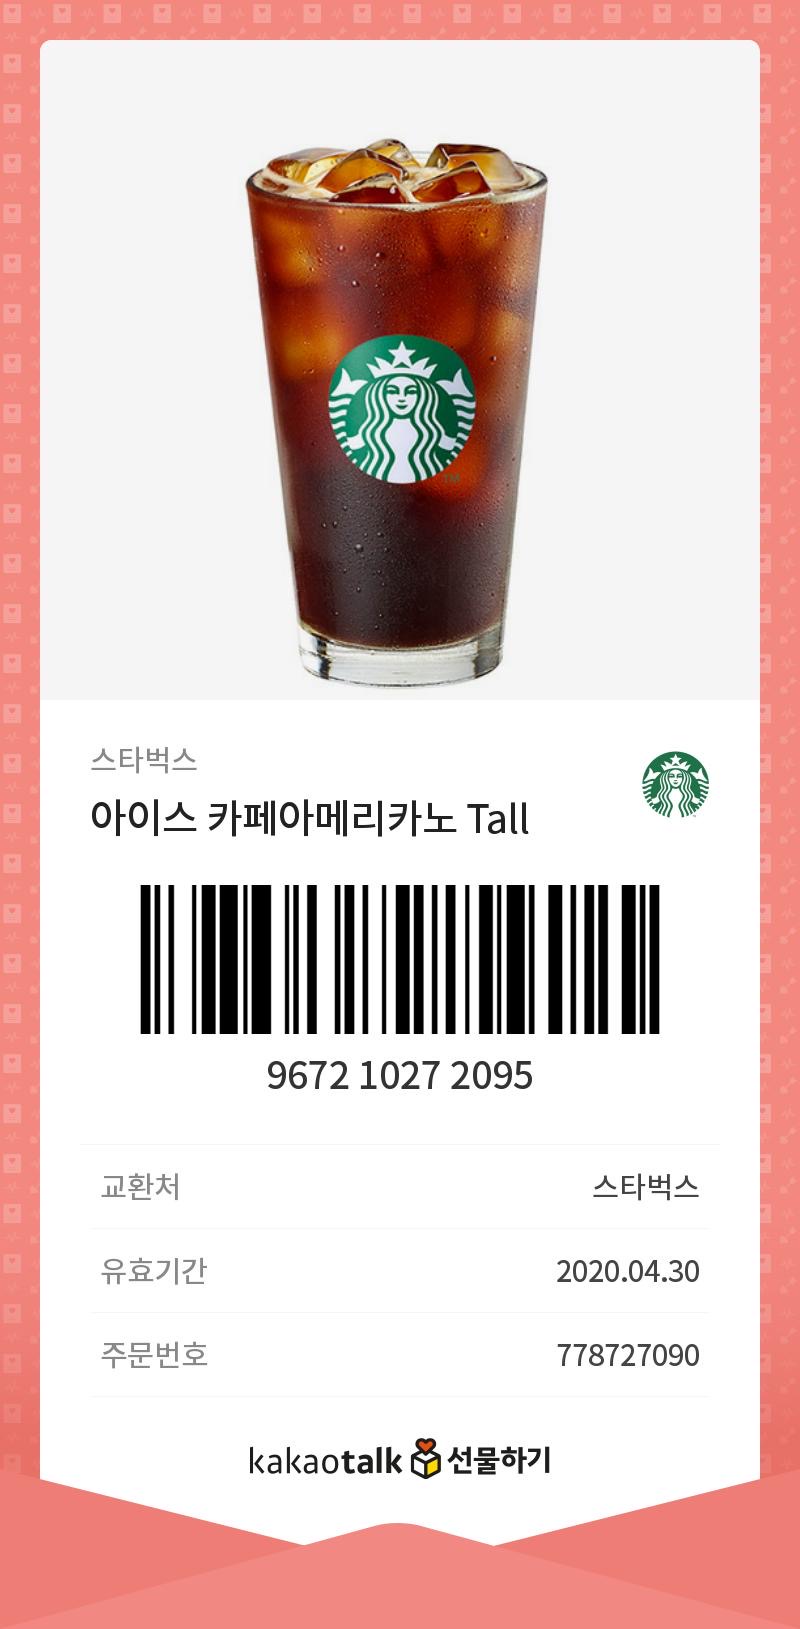 TM
스타벅스
아이스 카페아메리카노 Tall
9672 1027 2095
교환처 스타벅스
유효기간 2020.04.30
주문번호 778727090
kakaotalk 선물하기